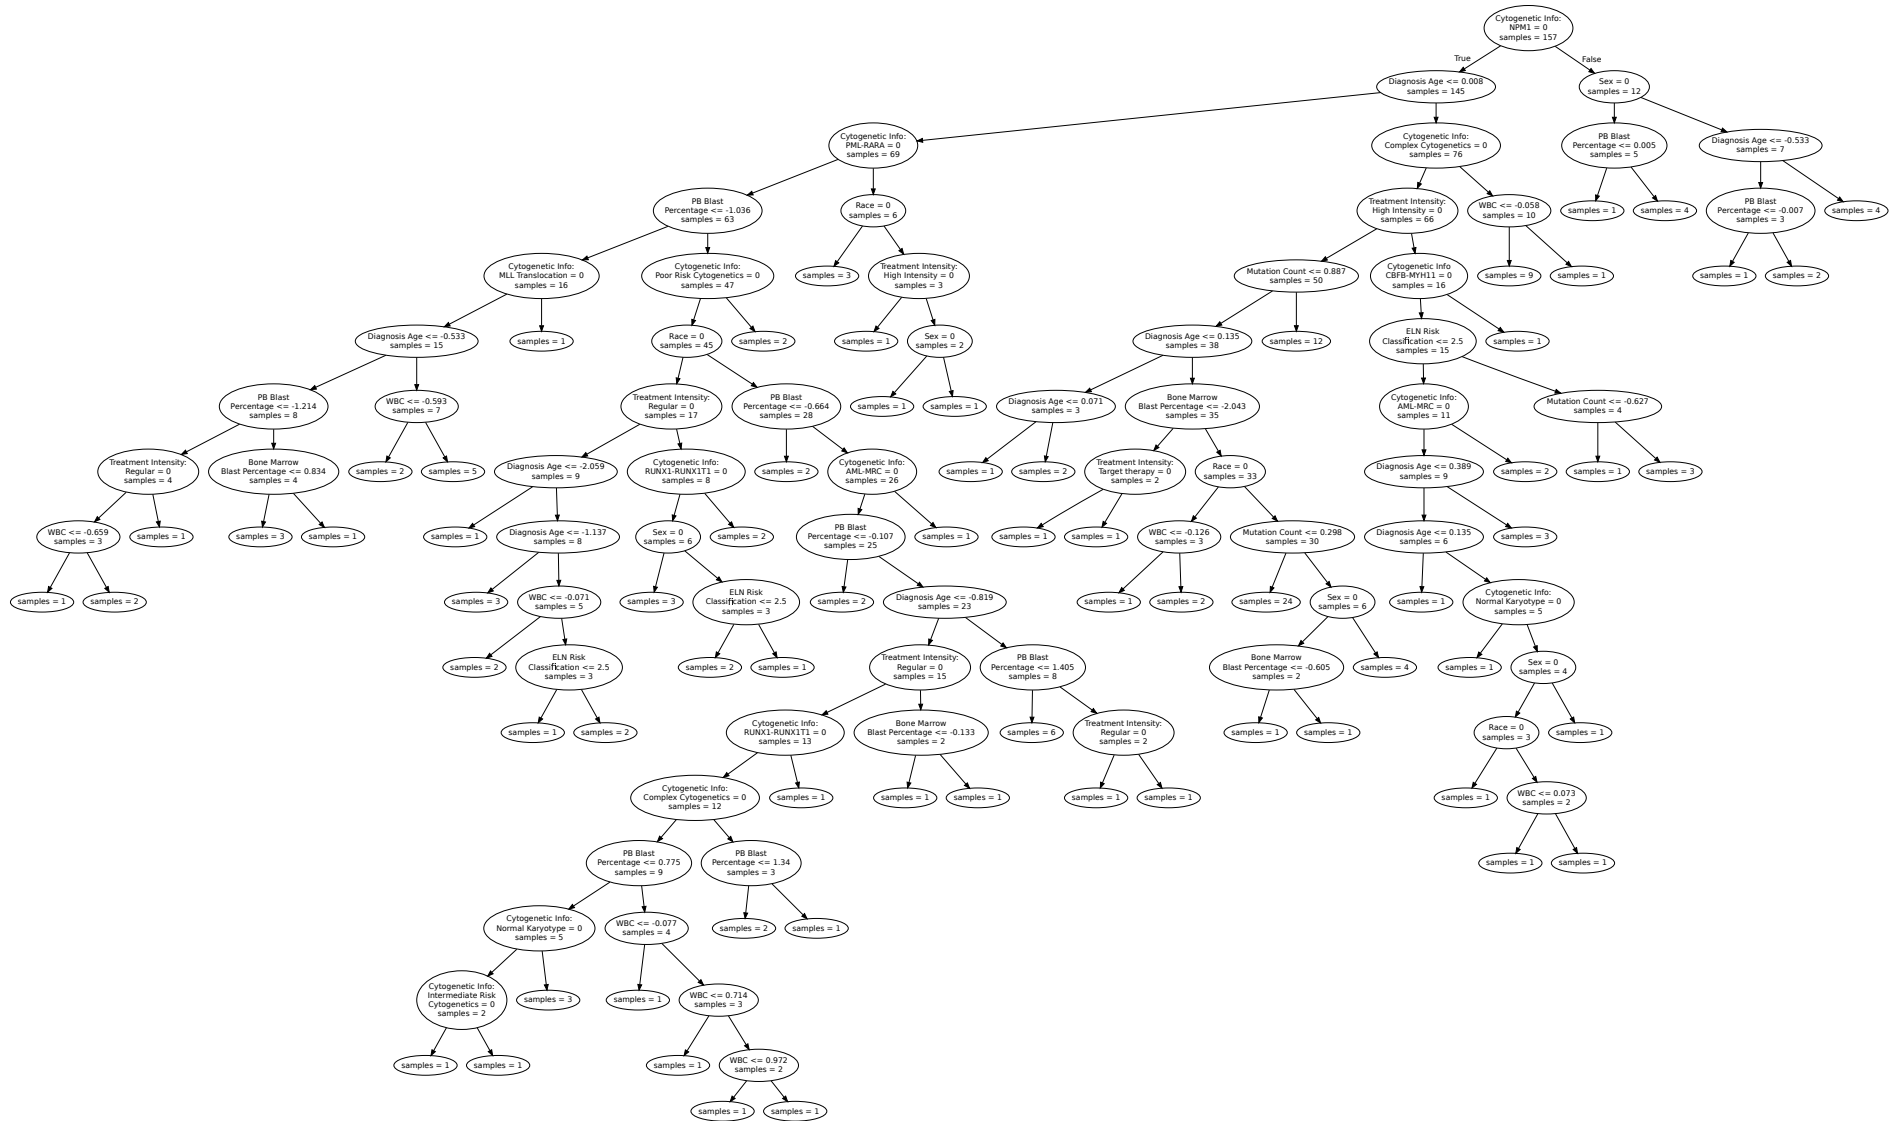 Cytogenetic Info:
NPM1 = 0
samples = 157
True
False
Diagnosis Age <= 0.008
samples = 145
Sex = 0
samples = 12
Cytogenetic Info:
PML-RARA = 0
samples = 69
Cytogenetic Info:
Complex Cytogenetics = 0
samples = 76
PB Blast
Percentage <= 0.005
samples = 5
Diagnosis Age <= -0.533
samples = 7
PB Blast
Percentage <= -1.036
samples = 63
Race = 0
samples = 6
Treatment Intensity:
High Intensity = 0
samples = 66
WBC <= -0.058
samples = 10
samples = 1
samples = 4
PB Blast
Percentage <= -0.007
samples = 3
samples = 4
Cytogenetic Info:
MLL Translocation = 0
samples = 16
Cytogenetic Info:
Poor Risk Cytogenetics = 0
samples = 47
samples = 3
Treatment Intensity:
High Intensity = 0
samples = 3
Mutation Count <= 0.887
samples = 50
Cytogenetic Info
CBFB-MYH11 = 0
samples = 16
samples = 9
samples = 1
samples = 1
samples = 2
Diagnosis Age <= -0.533
samples = 15
samples = 1
Race = 0
samples = 45
samples = 2
samples = 1
Sex = 0
samples = 2
Diagnosis Age <= 0.135
samples = 38
samples = 12
ELN Risk
Classification <= 2.5
samples = 15
samples = 1
PB Blast
Percentage <= -1.214
samples = 8
WBC <= -0.593
samples = 7
Treatment Intensity:
Regular = 0
samples = 17
PB Blast
Percentage <= -0.664
samples = 28
samples = 1
samples = 1
Diagnosis Age <= 0.071
samples = 3
Bone Marrow
Blast Percentage <= -2.043
samples = 35
Cytogenetic Info:
AML-MRC = 0
samples = 11
Mutation Count <= -0.627
samples = 4
Treatment Intensity:
Regular = 0
samples = 4
Bone Marrow
Blast Percentage <= 0.834
samples = 4
samples = 2
samples = 5
Diagnosis Age <= -2.059
samples = 9
Cytogenetic Info:
RUNX1-RUNX1T1 = 0
samples = 8
samples = 2
Cytogenetic Info:
AML-MRC = 0
samples = 26
samples = 1
samples = 2
Treatment Intensity:
Target therapy = 0
samples = 2
Race = 0
samples = 33
Diagnosis Age <= 0.389
samples = 9
samples = 2
samples = 1
samples = 3
WBC <= -0.659
samples = 3
samples = 1
samples = 3
samples = 1
samples = 1
Diagnosis Age <= -1.137
samples = 8
Sex = 0
samples = 6
samples = 2
PB Blast
Percentage <= -0.107
samples = 25
samples = 1
samples = 1
samples = 1
WBC <= -0.126
samples = 3
Mutation Count <= 0.298
samples = 30
Diagnosis Age <= 0.135
samples = 6
samples = 3
samples = 1
samples = 2
samples = 3
WBC <= -0.071
samples = 5
samples = 3
ELN Risk
Classification <= 2.5
samples = 3
samples = 2
Diagnosis Age <= -0.819
samples = 23
samples = 1
samples = 2
samples = 24
Sex = 0
samples = 6
samples = 1
Cytogenetic Info:
Normal Karyotype = 0
samples = 5
samples = 2
ELN Risk
Classification <= 2.5
samples = 3
samples = 2
samples = 1
Treatment Intensity:
Regular = 0
samples = 15
PB Blast
Percentage <= 1.405
samples = 8
Bone Marrow
Blast Percentage <= -0.605
samples = 2
samples = 4
samples = 1
Sex = 0
samples = 4
samples = 1
samples = 2
Cytogenetic Info:
RUNX1-RUNX1T1 = 0
samples = 13
Bone Marrow
Blast Percentage <= -0.133
samples = 2
samples = 6
Treatment Intensity:
Regular = 0
samples = 2
samples = 1
samples = 1
Race = 0
samples = 3
samples = 1
Cytogenetic Info:
Complex Cytogenetics = 0
samples = 12
samples = 1
samples = 1
samples = 1
samples = 1
samples = 1
samples = 1
WBC <= 0.073
samples = 2
PB Blast
Percentage <= 0.775
samples = 9
PB Blast
Percentage <= 1.34
samples = 3
samples = 1
samples = 1
Cytogenetic Info:
Normal Karyotype = 0
samples = 5
WBC <= -0.077
samples = 4
samples = 2
samples = 1
Cytogenetic Info:
Intermediate Risk
Cytogenetics = 0
samples = 2
samples = 3
samples = 1
WBC <= 0.714
samples = 3
samples = 1
samples = 1
samples = 1
WBC <= 0.972
samples = 2
samples = 1
samples = 1